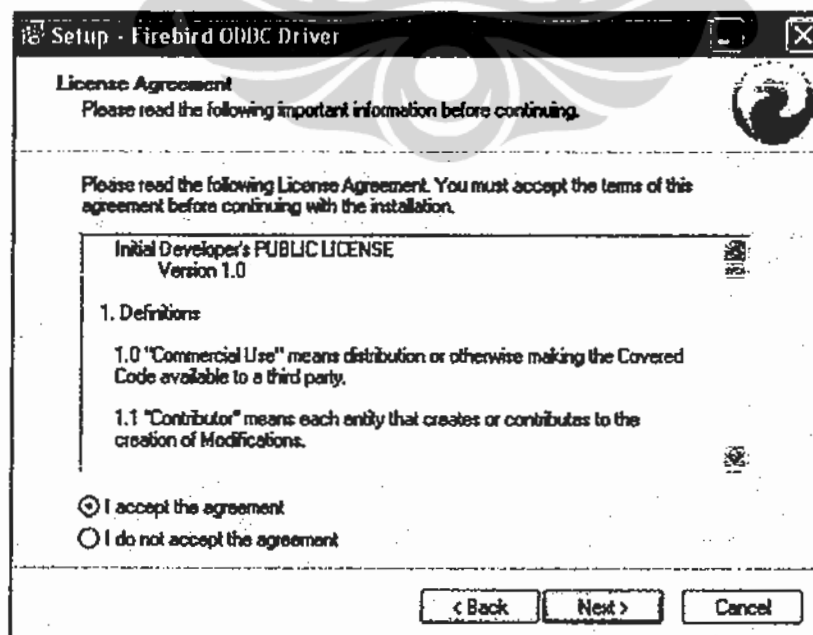 Setup - Firebird ODBC Driver
License Agreement
Please read the following important information before continuing.
Please read the following License Agreement. You must accept the terms of this
agreement before continuing with the installation.
Initial Developer's PUBLIC LICENSE
Version 1.0
1. Definitions
1.0 "Commercial Use" means distribution or otherwise making the Covered
Code available to a third party.
1.1 "Contributor" means each entity that creates or contributes to the
creation of Modifications.
I accept the agreement
I do not accept the agreement
< Back Next > Cancel